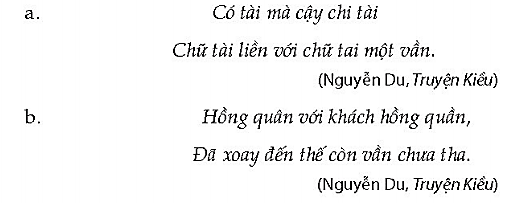 a. Có tài mà cậy chi tài
Chữ tài liền với chữ tai một vần.
(Nguyễn Du, Truyện Kiều)
b. Hồng quân với khách hồng quần,
Đã xoay đến thế còn vần chưa tha.
(Nguyễn Du, Truyện Kiều)